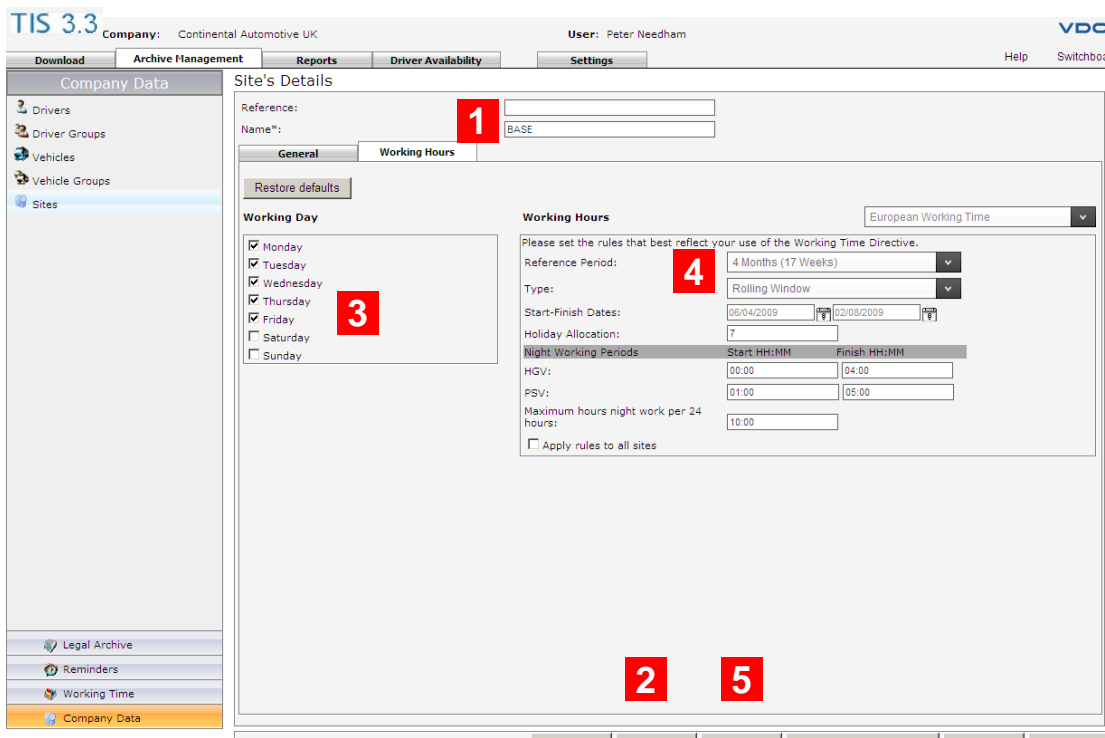 TIS 3.3 Company: Continental Automotive UK User: Peter Needham VDO
Download Archive Management Reports Driver Availability Settings Help
Company Data Site's Details
Drivers
Driver Groups
Vehicles
Vehicle Groups
Sites
Reference:
Name*: 1 BASE
General Working Hours
Restore defaults
Working Day Working Hours European Working Time
Monday
Tuesday
Wednesday
Thursday
Friday
Saturday
Sunday
3
Please set the rules that best reflect your use of the Working Time Directive.
Reference Period: 4 4 Months (17 Weeks)
Type: Rolling Window
Start-Finish Dates: 06/04/2009 02/08/2009
Holiday Allocation: 7
Night Working Periods Start HH:MM Finish HH:MM
HGV: 00:00 04:00
PSV: 01:00 05:00
Maximum hours night work per 24
hours: 10:00
Apply rules to all sites
2 5
Legal Archive
Reminders
Working Time
Company Data